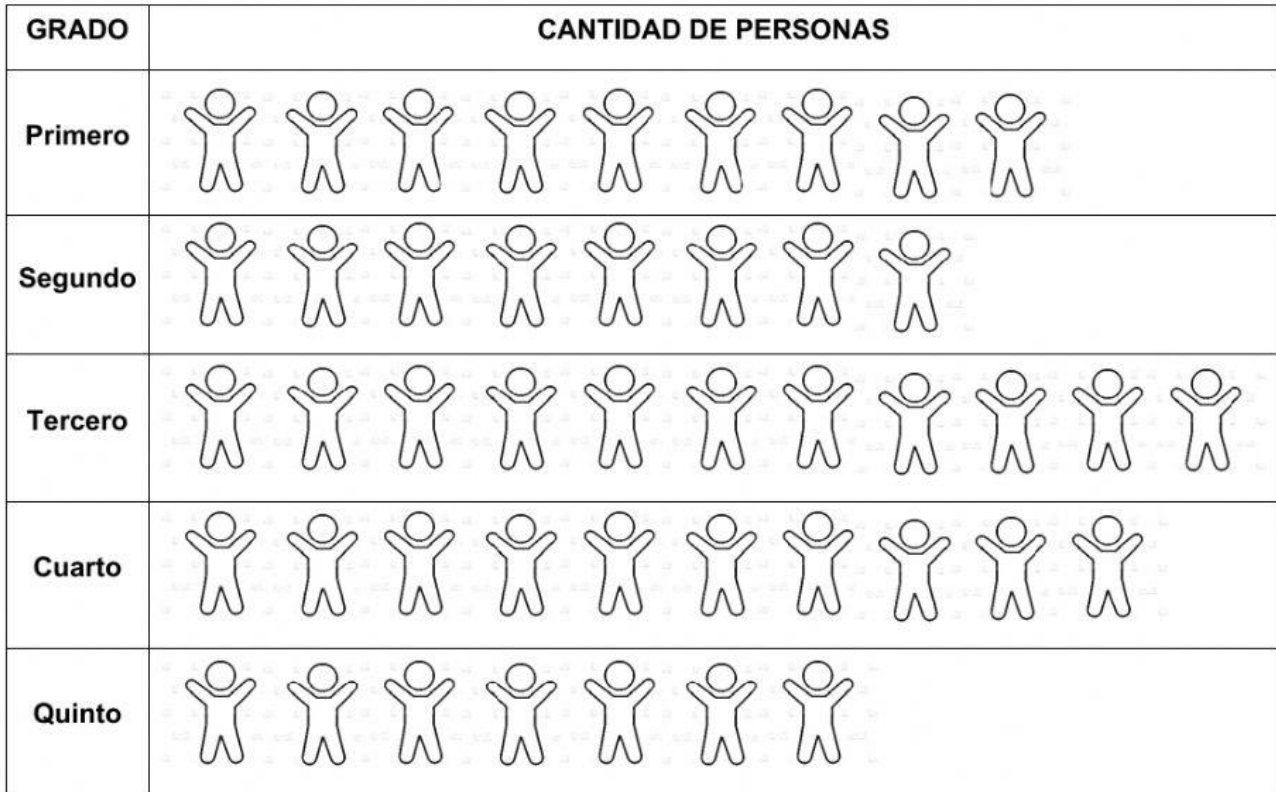 GRADO CANTIDAD DE PERSONAS
Primero
Segundo
Tercero
Cuarto
Quinto